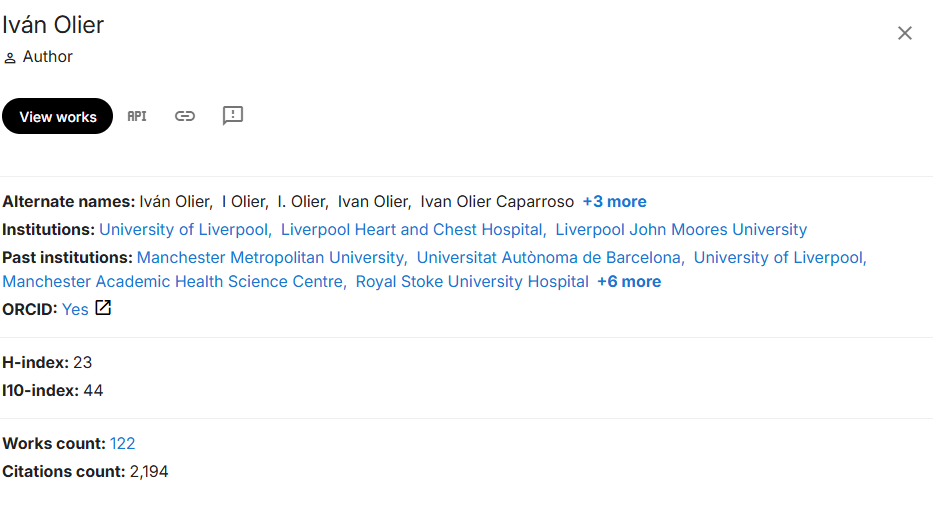 Iván Olier
Author
View works API
Alternate names: Iván Olier, I Olier, I. Olier, Ivan Olier, Ivan Olier Caparroso +3 more
Institutions: University of Liverpool, Liverpool Heart and Chest Hospital, Liverpool John Moores University
Past institutions: Manchester Metropolitan University, Universitat Autònoma de Barcelona, University of Liverpool,
Manchester Academic Health Science Centre, Royal Stoke University Hospital +6 more
ORCID: Yes
H-index: 23
I10-index: 44
Works count: 122
Citations count: 2,194